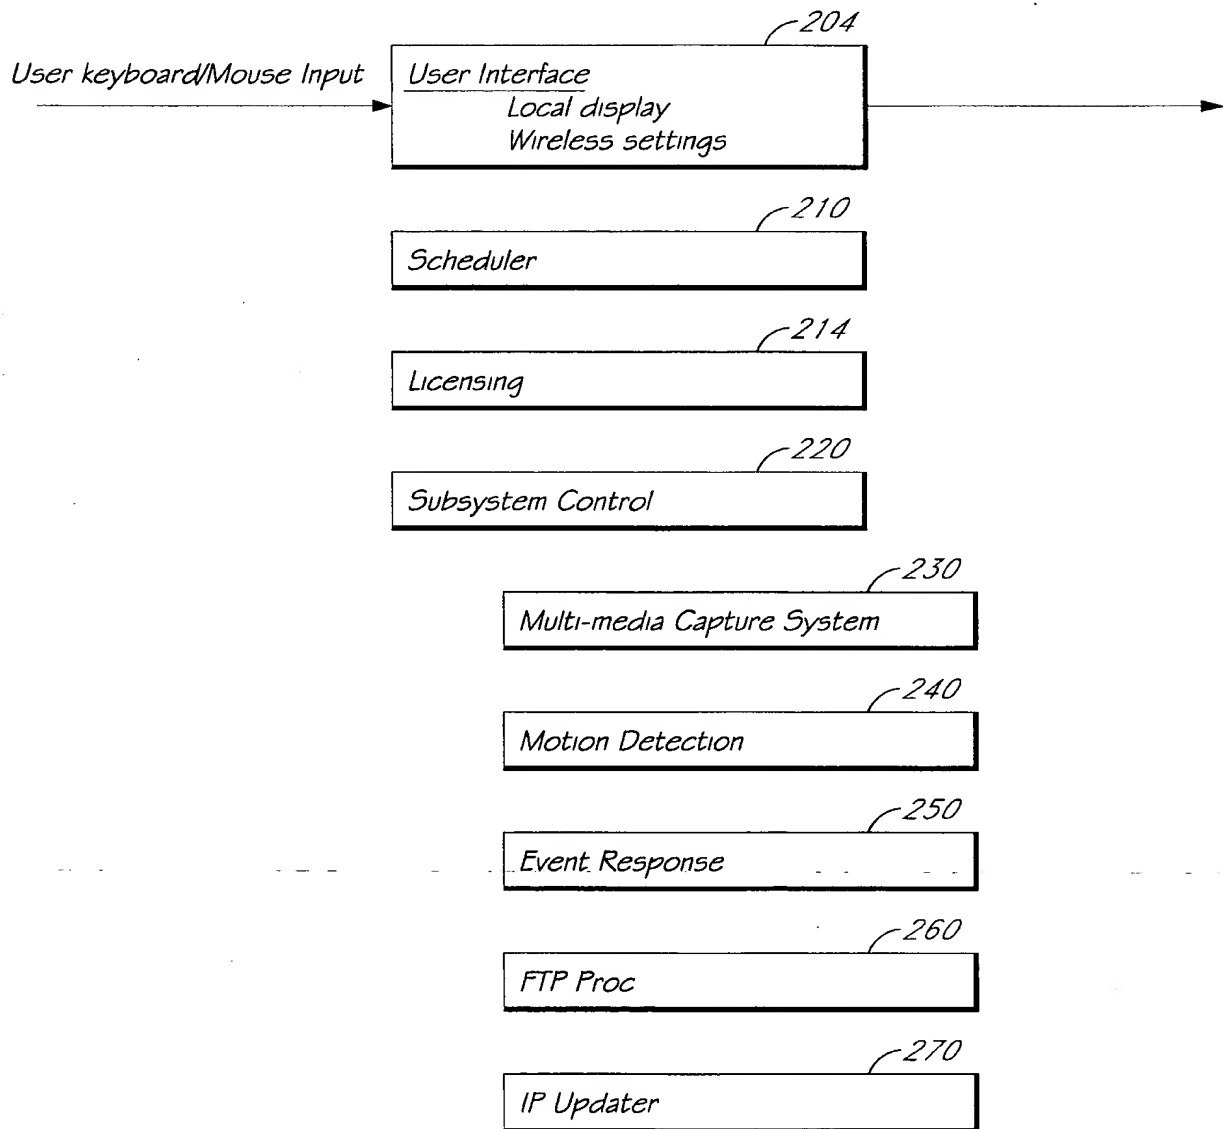 204
User keyboard/Mouse Input
User Interface
Local display
Wireless settings
210
Scheduler
214
Licensing
220
Subsystem Control
230
Multi-media Capture System
240
Motion Detection
250
Event Response
260
FTP Proc
270
IP Updater